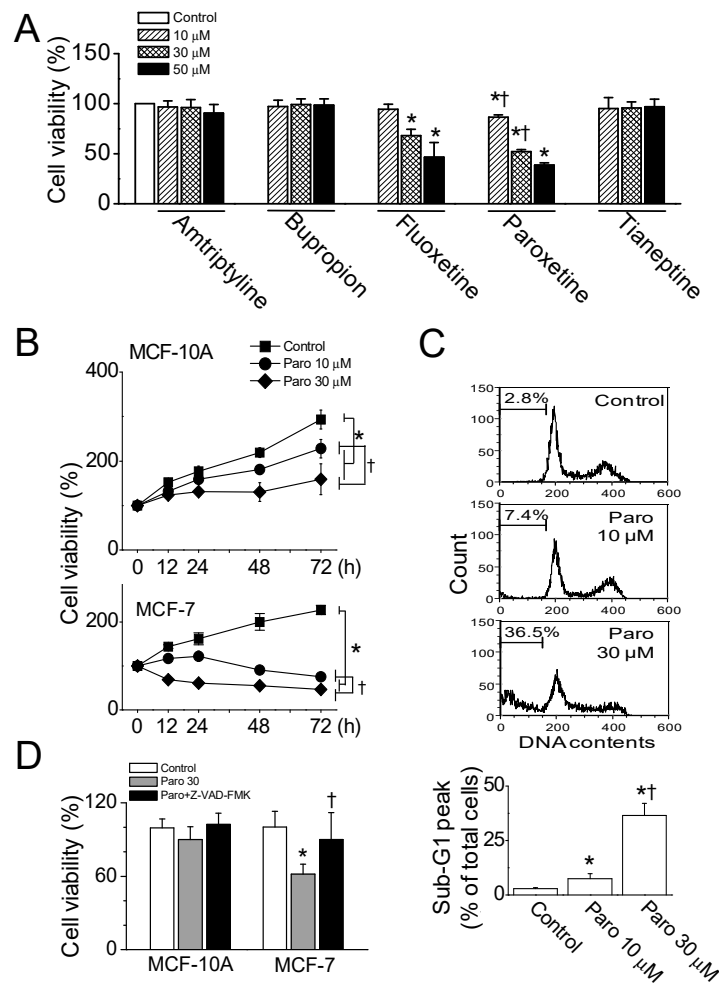 A
Control
10 μM
30 μM
50 μM
Cell viability (%)
150
100
50
0
Amtriptyline
Bupropion
Fluoxetine
Paroxetine
Tianeptine
*
*
*†
*†
*
B
MCF-10A
Control
Paro 10 μM
Paro 30 μM
Cell viability (%)
400
200
100
0 12 24 48 72 (h)
*
†
MCF-7
200
100
0
0 12 24 48 72 (h)
*
†
C
Count
150
100
50
0
2.8%
Control
0 200 400 600
150
100
50
0
7.4%
Paro
10 μM
0 200 400 600
150
100
50
0
36.5%
Paro
30 μM
0 200 400 600
DNA contents
Sub-G1 peak
(% of total cells)
50
25
0
*
*†
Control
Paro 10 μM
Paro 30 μM
D
Control
Paro 30
Paro+Z-VAD-FMK
Cell viability (%)
120
60
0
*
†
MCF-10A
MCF-7